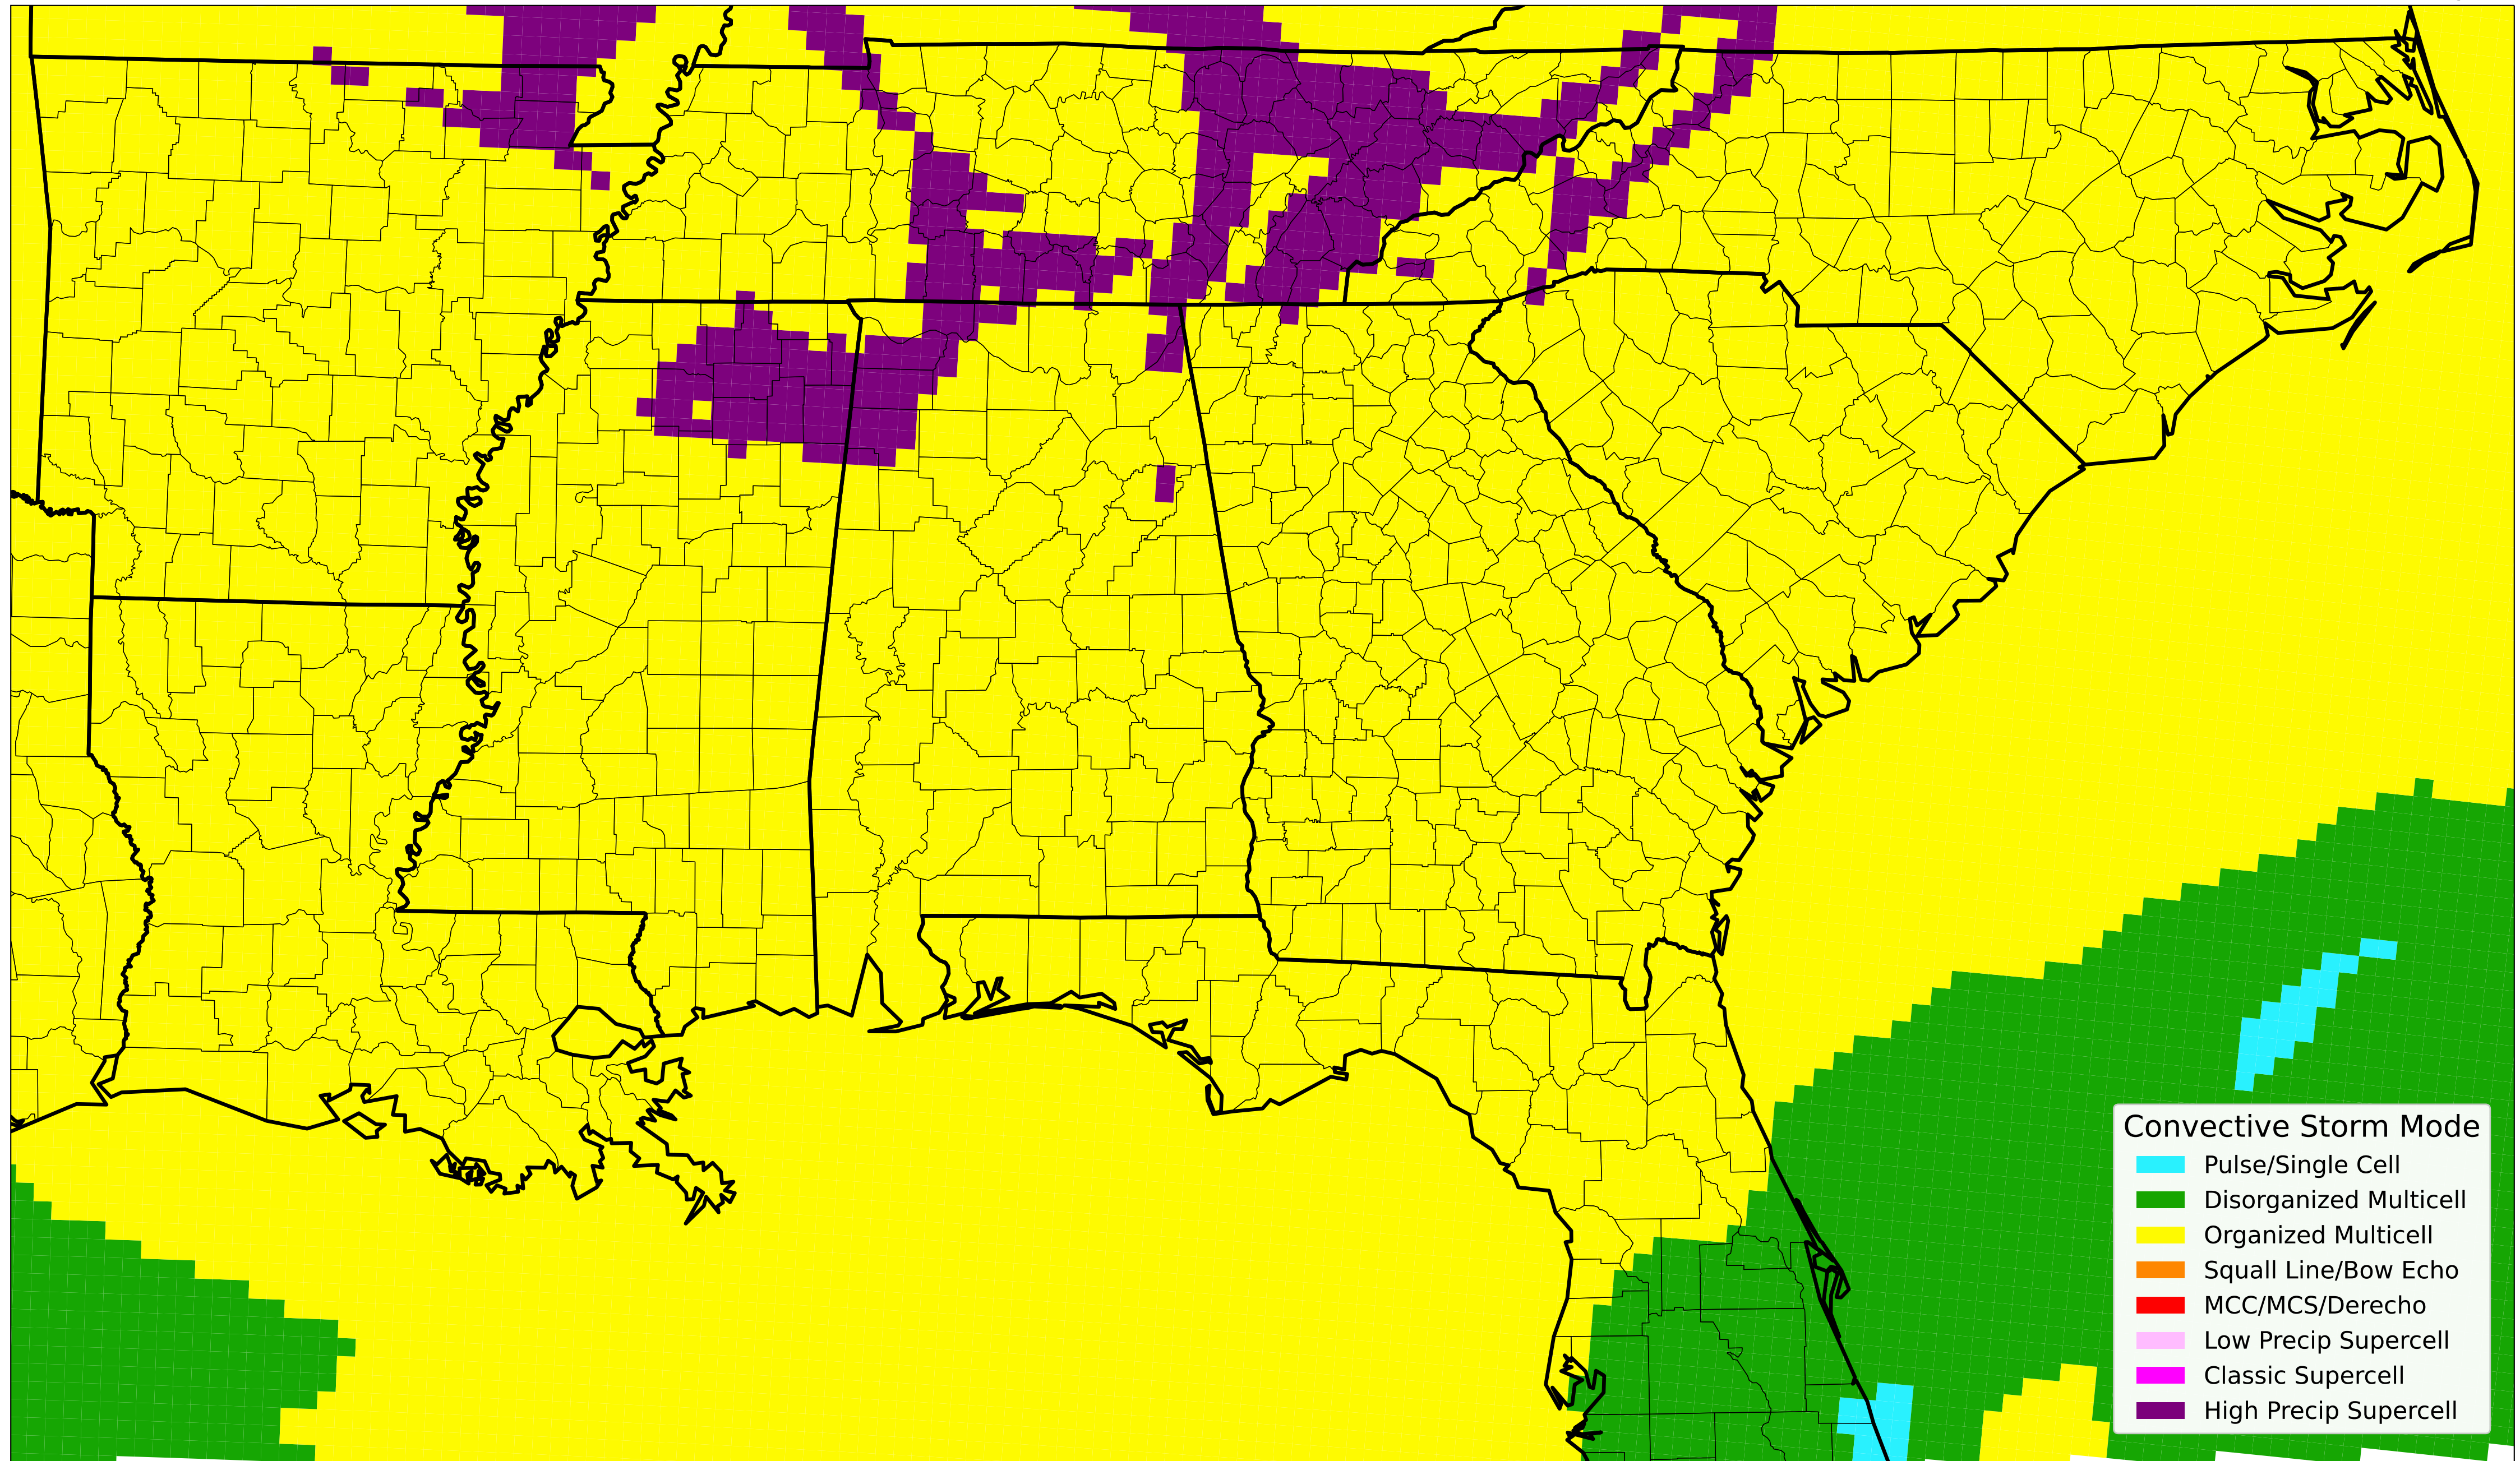 Convective Storm Mode
Pulse/Single Cell
Disorganized Multicell
Organized Multicell
Squall Line/Bow Echo
MCC/MCS/Derecho
Low Precip Supercell
Classic Supercell
High Precip Supercell